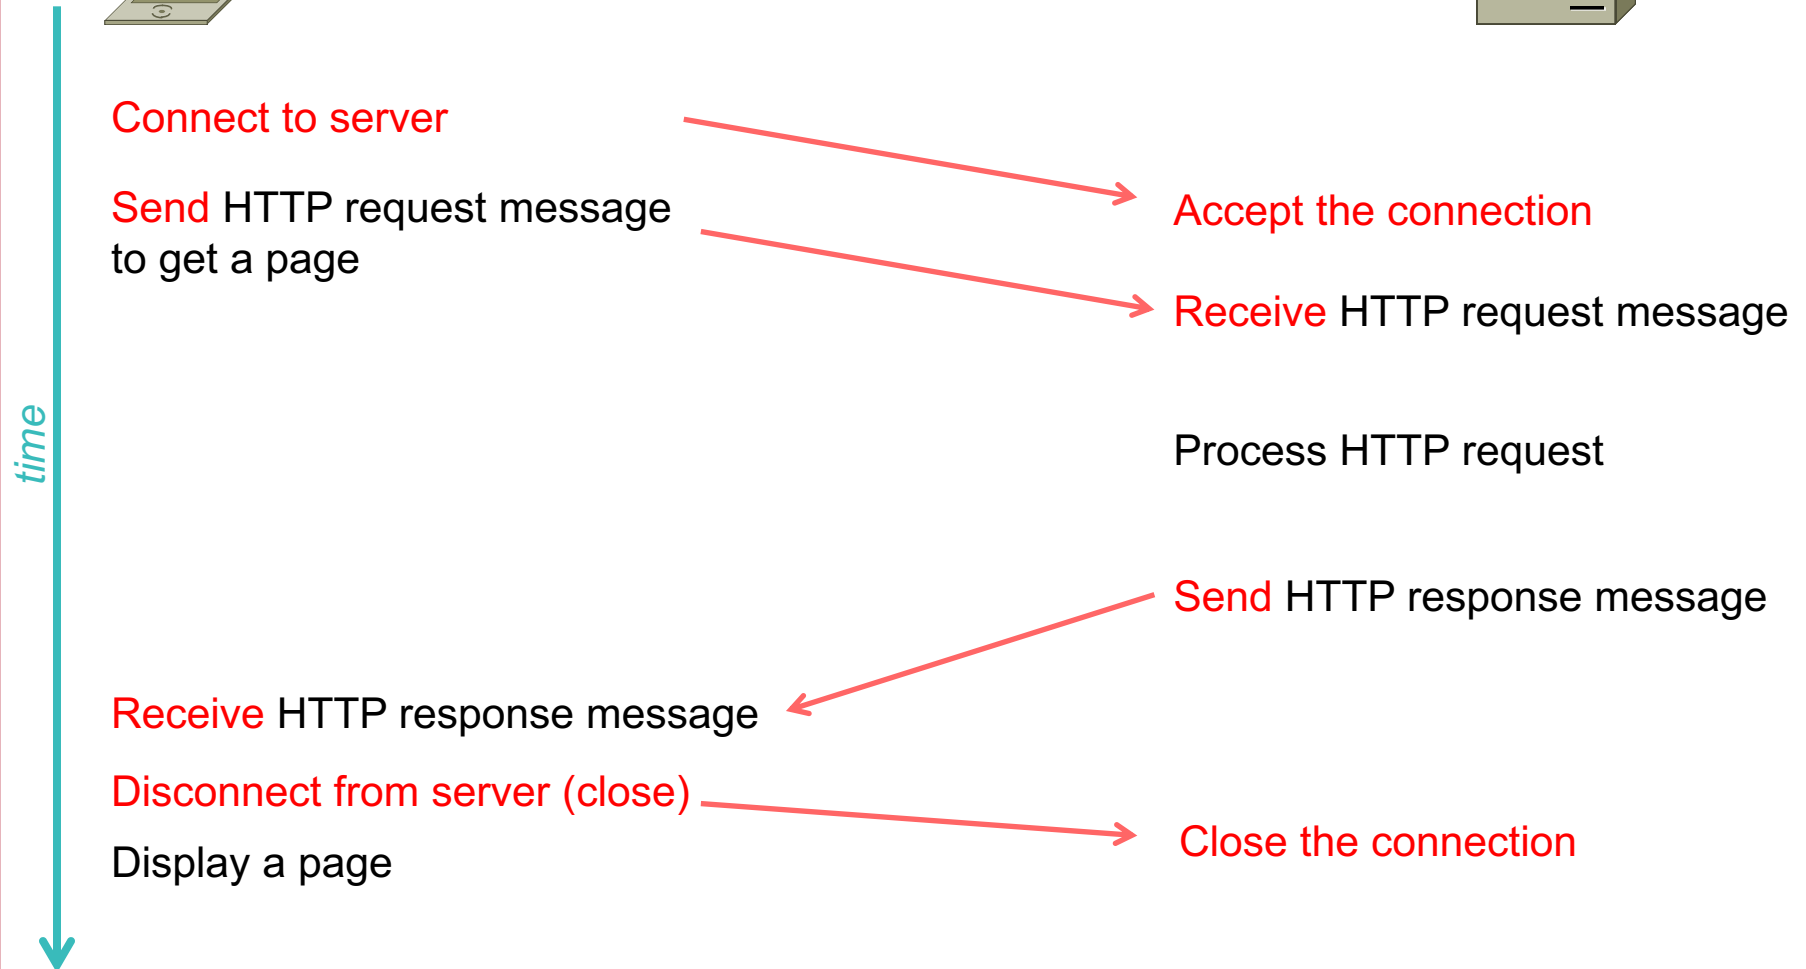 Connect to server
Send HTTP request message
to get a page
Accept the connection
Receive HTTP request message
time
Process HTTP request
Send HTTP response message
Receive HTTP response message
Disconnect from server (close)
Close the connection
Display a page